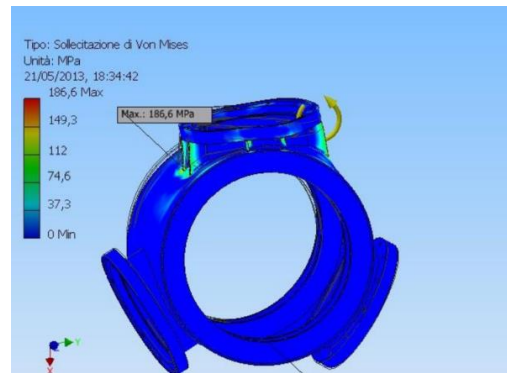 Tipo: Sollecitazione di Von Mises
Unità: MPa
21/05/2013, 18:34:42
186,6 Max
Max.: 186,6 MPa
149,3
112
74,6
37,3
0 Min
Y
X